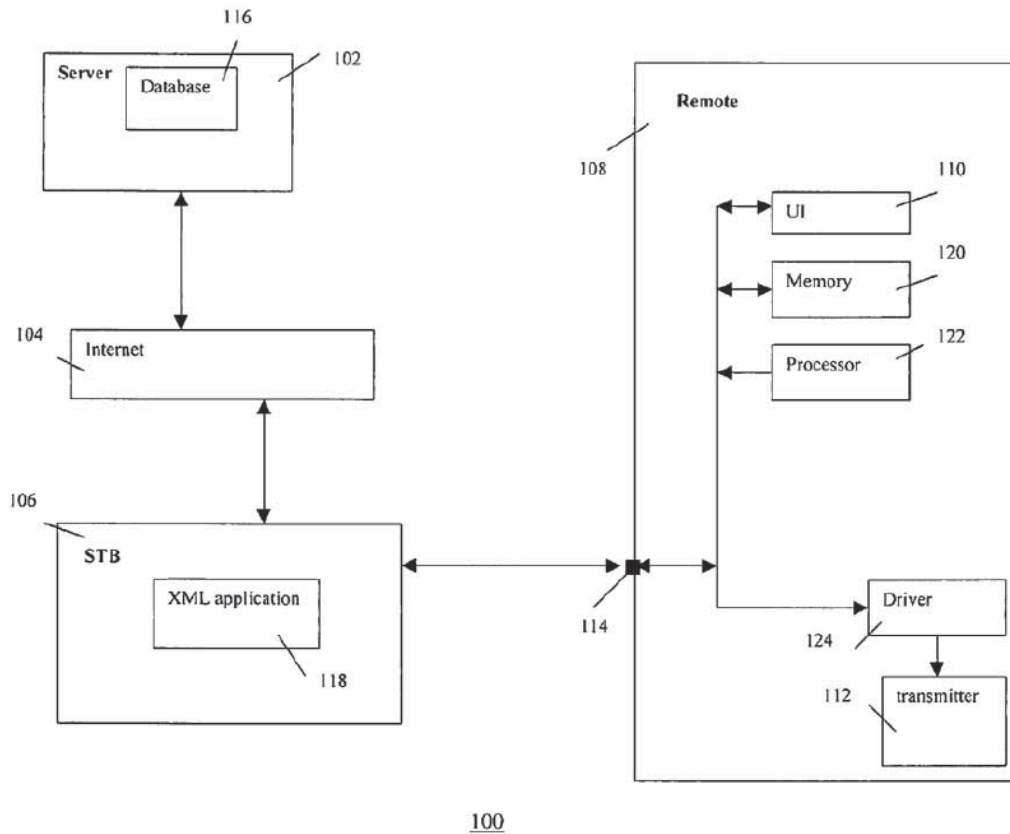 116
102
Server
Database
Remote
108
110
UI
120
Memory
104
Internet
122
Processor
106
STB
XML application
118
114
Driver
124
112
transmitter
100